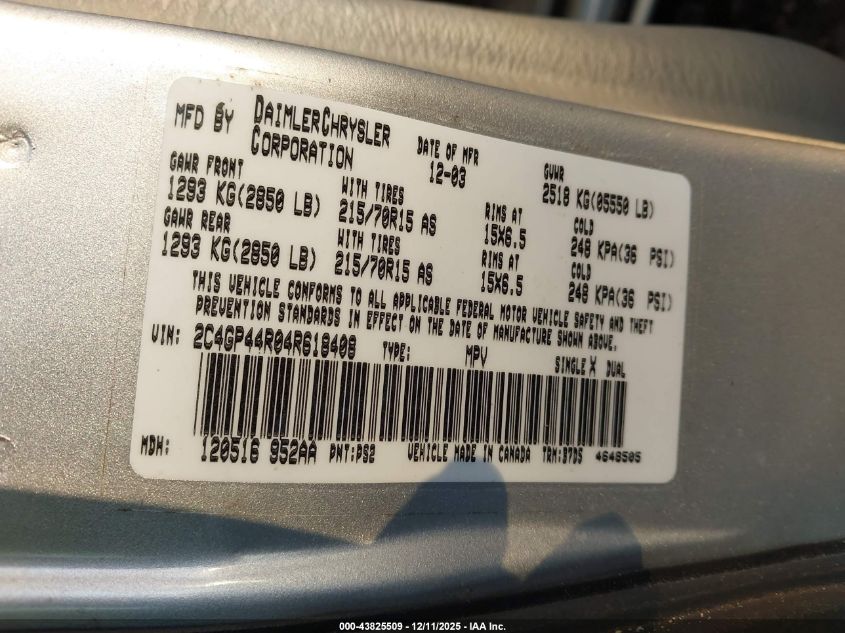 MFD BY DAIMLERCHRYSLER CORPORATION DATE OF MFR 12-03 GVWR 2518 KG(05550 LB)
GAWR FRONT WITH TIRES RIMS AT COLD
1293 KG(2850 LB) 215/70R15 AS 15X6.5 248 KPA(36 PSI)
GAWR REAR WITH TIRES RIMS AT COLD
1293 KG(2850 LB) 215/70R15 AS 15X6.5 248 KPA(36 PSI)
THIS VEHICLE CONFORMS TO ALL APPLICABLE FEDERAL MOTOR VEHICLE SAFETY AND THEFT
PREVENTION STANDARDS IN EFFECT ON THE DATE OF MANUFACTURE SHOWN ABOVE.
VIN: 2C4GP44R04R618408 TYPE: MPV SINGLE X DUAL
MDH: 120516 952AA PNT:PS2 VEHICLE MADE IN CANADA TRM:B7D5 4648505
000-43825509 - 12/11/2025 - IAA Inc.